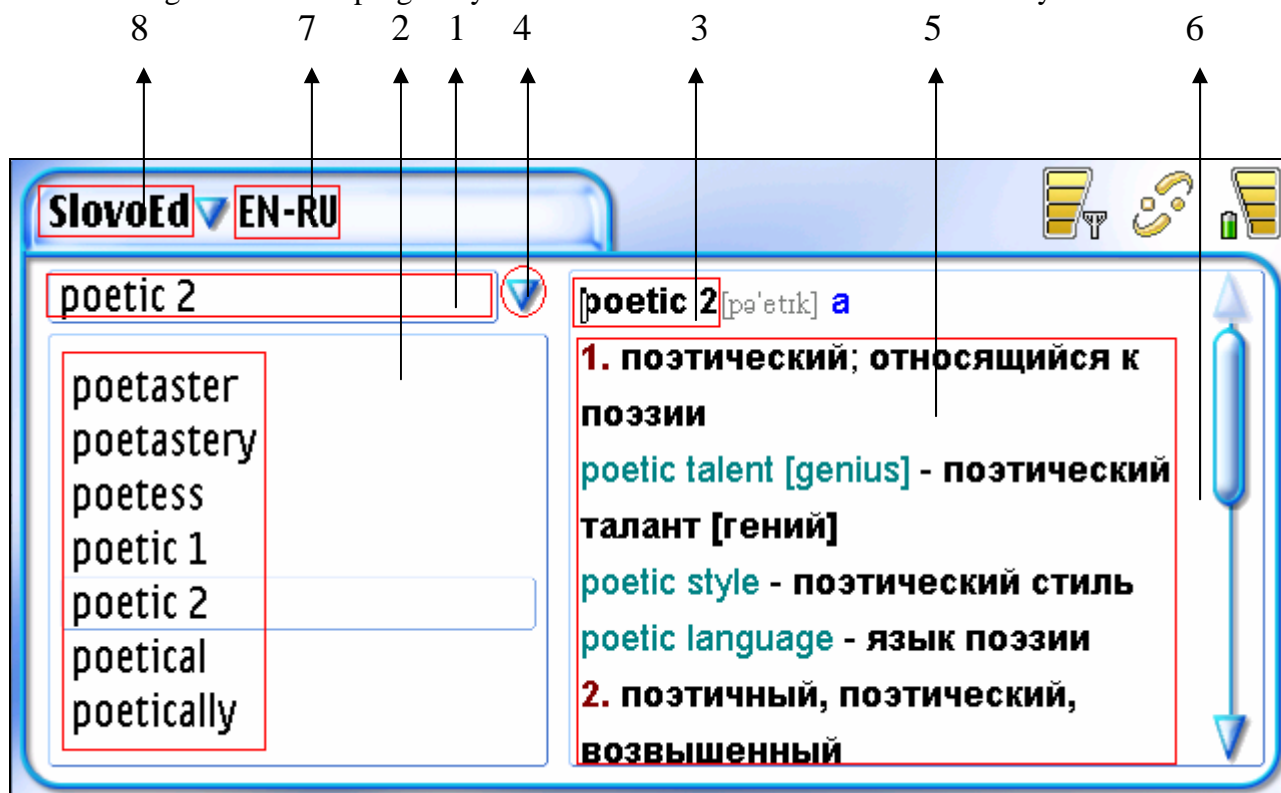 8 7 2 1 4 3 5 6
SlovoEd EN-RU
poetic 2
poetaster
poetastery
poetess
poetic 1
poetic 2
poetical
poetically
poetic 2 [pə'etɪk] a
1. поэтический; относящийся к
поэзии
poetic talent [genius] - поэтический
талант [гений]
poetic style - поэтический стиль
poetic language - язык поэзии
2. поэтичный, поэтический,
возвышенный